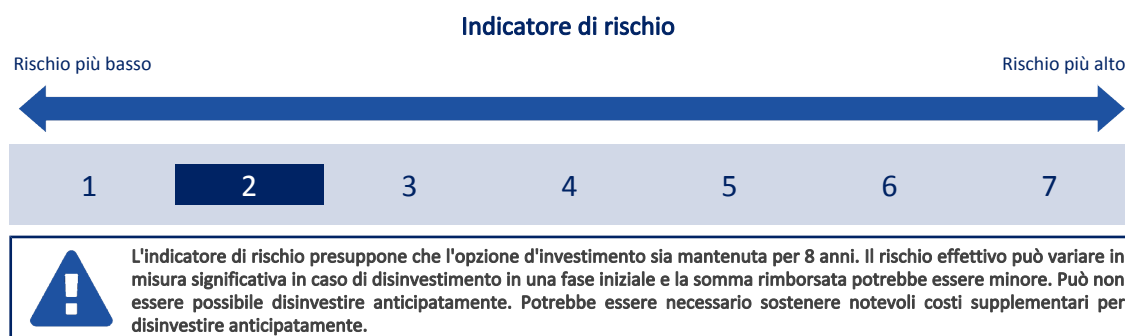 Indicatore di rischio
Rischio più basso
Rischio più alto
1 2 3 4 5 6 7
L'indicatore di rischio presuppone che l'opzione d'investimento sia mantenuta per 8 anni. Il rischio effettivo può variare in
misura significativa in caso di disinvestimento in una fase iniziale e la somma rimborsata potrebbe essere minore. Può non
essere possibile disinvestire anticipatamente. Potrebbe essere necessario sostenere notevoli costi supplementari per
disinvestire anticipatamente.